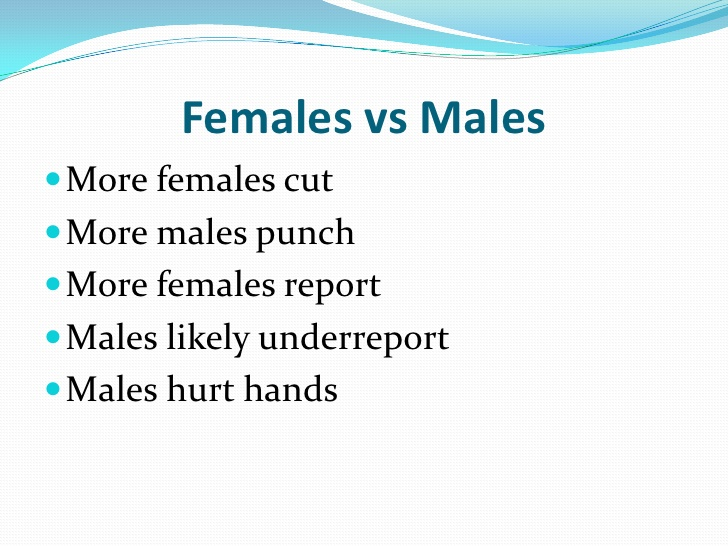 Females vs Males
More females cut
More males punch
More females report
Males likely underreport
Males hurt hands